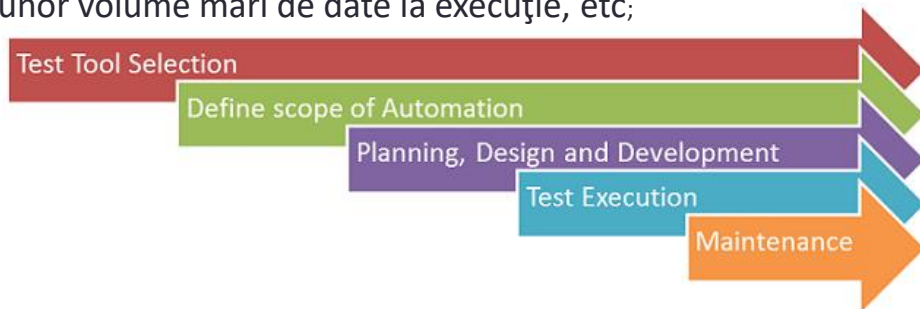 unor volume mari de date la execuţie, etc;
Test Tool Selection
Define scope of Automation
Planning, Design and Development
Test Execution
Maintenance